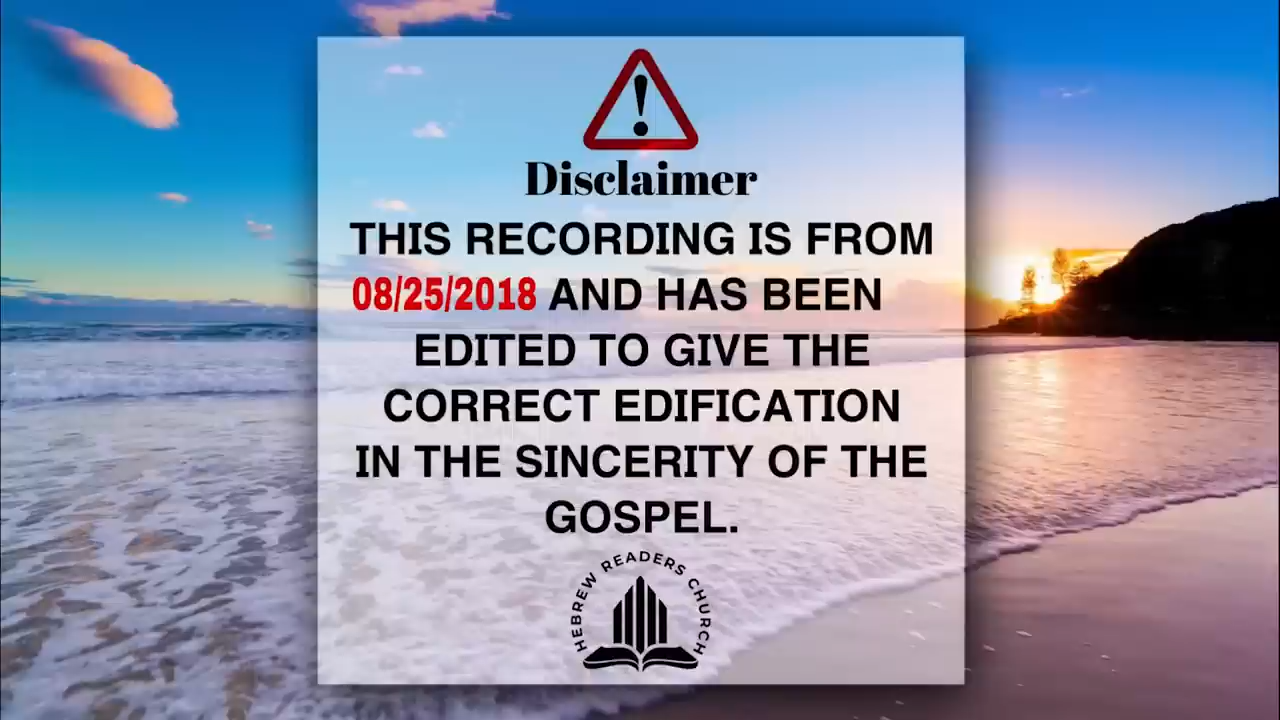 Disclaimer
THIS RECORDING IS FROM
08/25/2018 AND HAS BEEN
EDITED TO GIVE THE
CORRECT EDIFICATION
IN THE SINCERITY OF THE
GOSPEL.
HEBREW READERS CHURCH